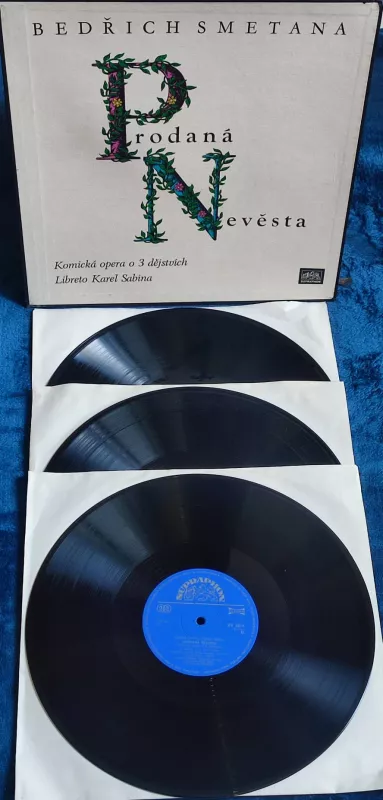 BEDŘICH SMETANA
Prodaná
Nevěsta
Komická opera o 3 dějstvích
Libreto Karel Sabina
SUPRAPHON